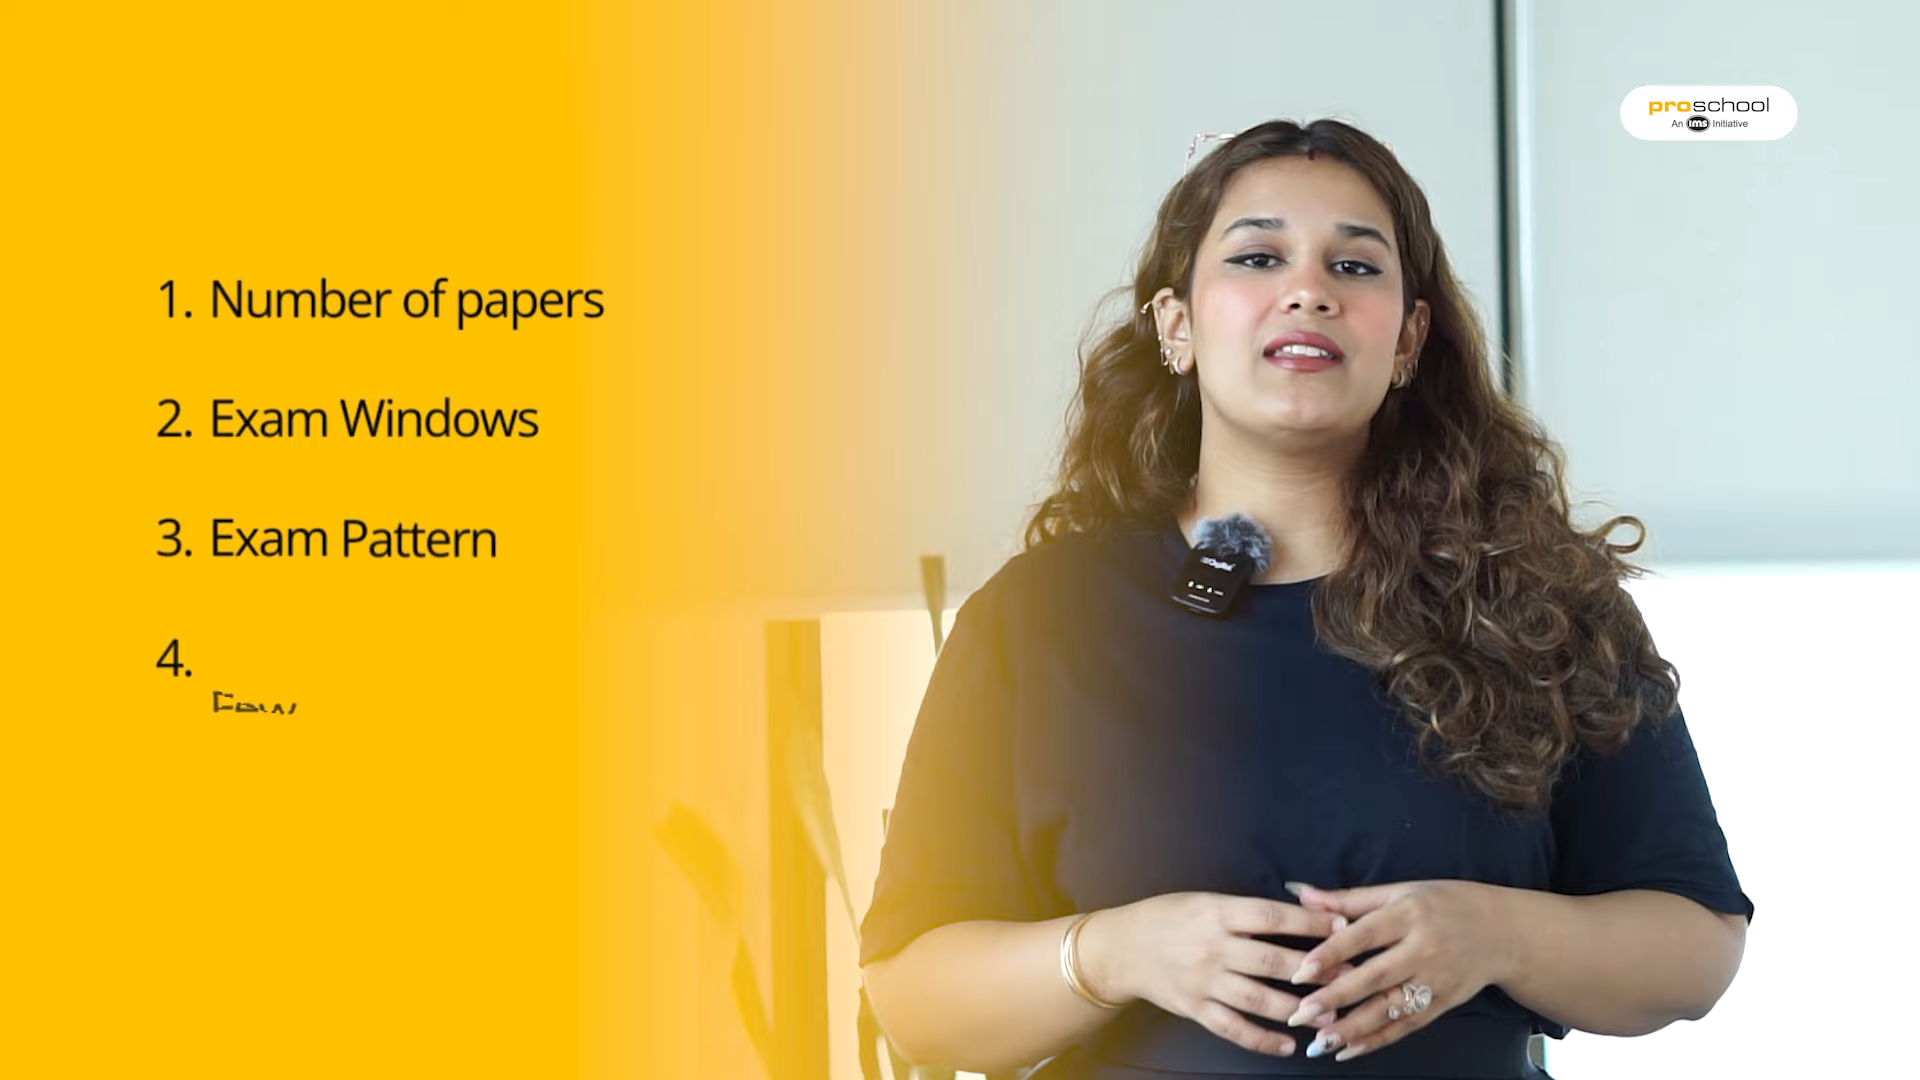 1. Number of papers
2. Exam Windows
3. Exam Pattern
4.
proschool
An ims Initiative